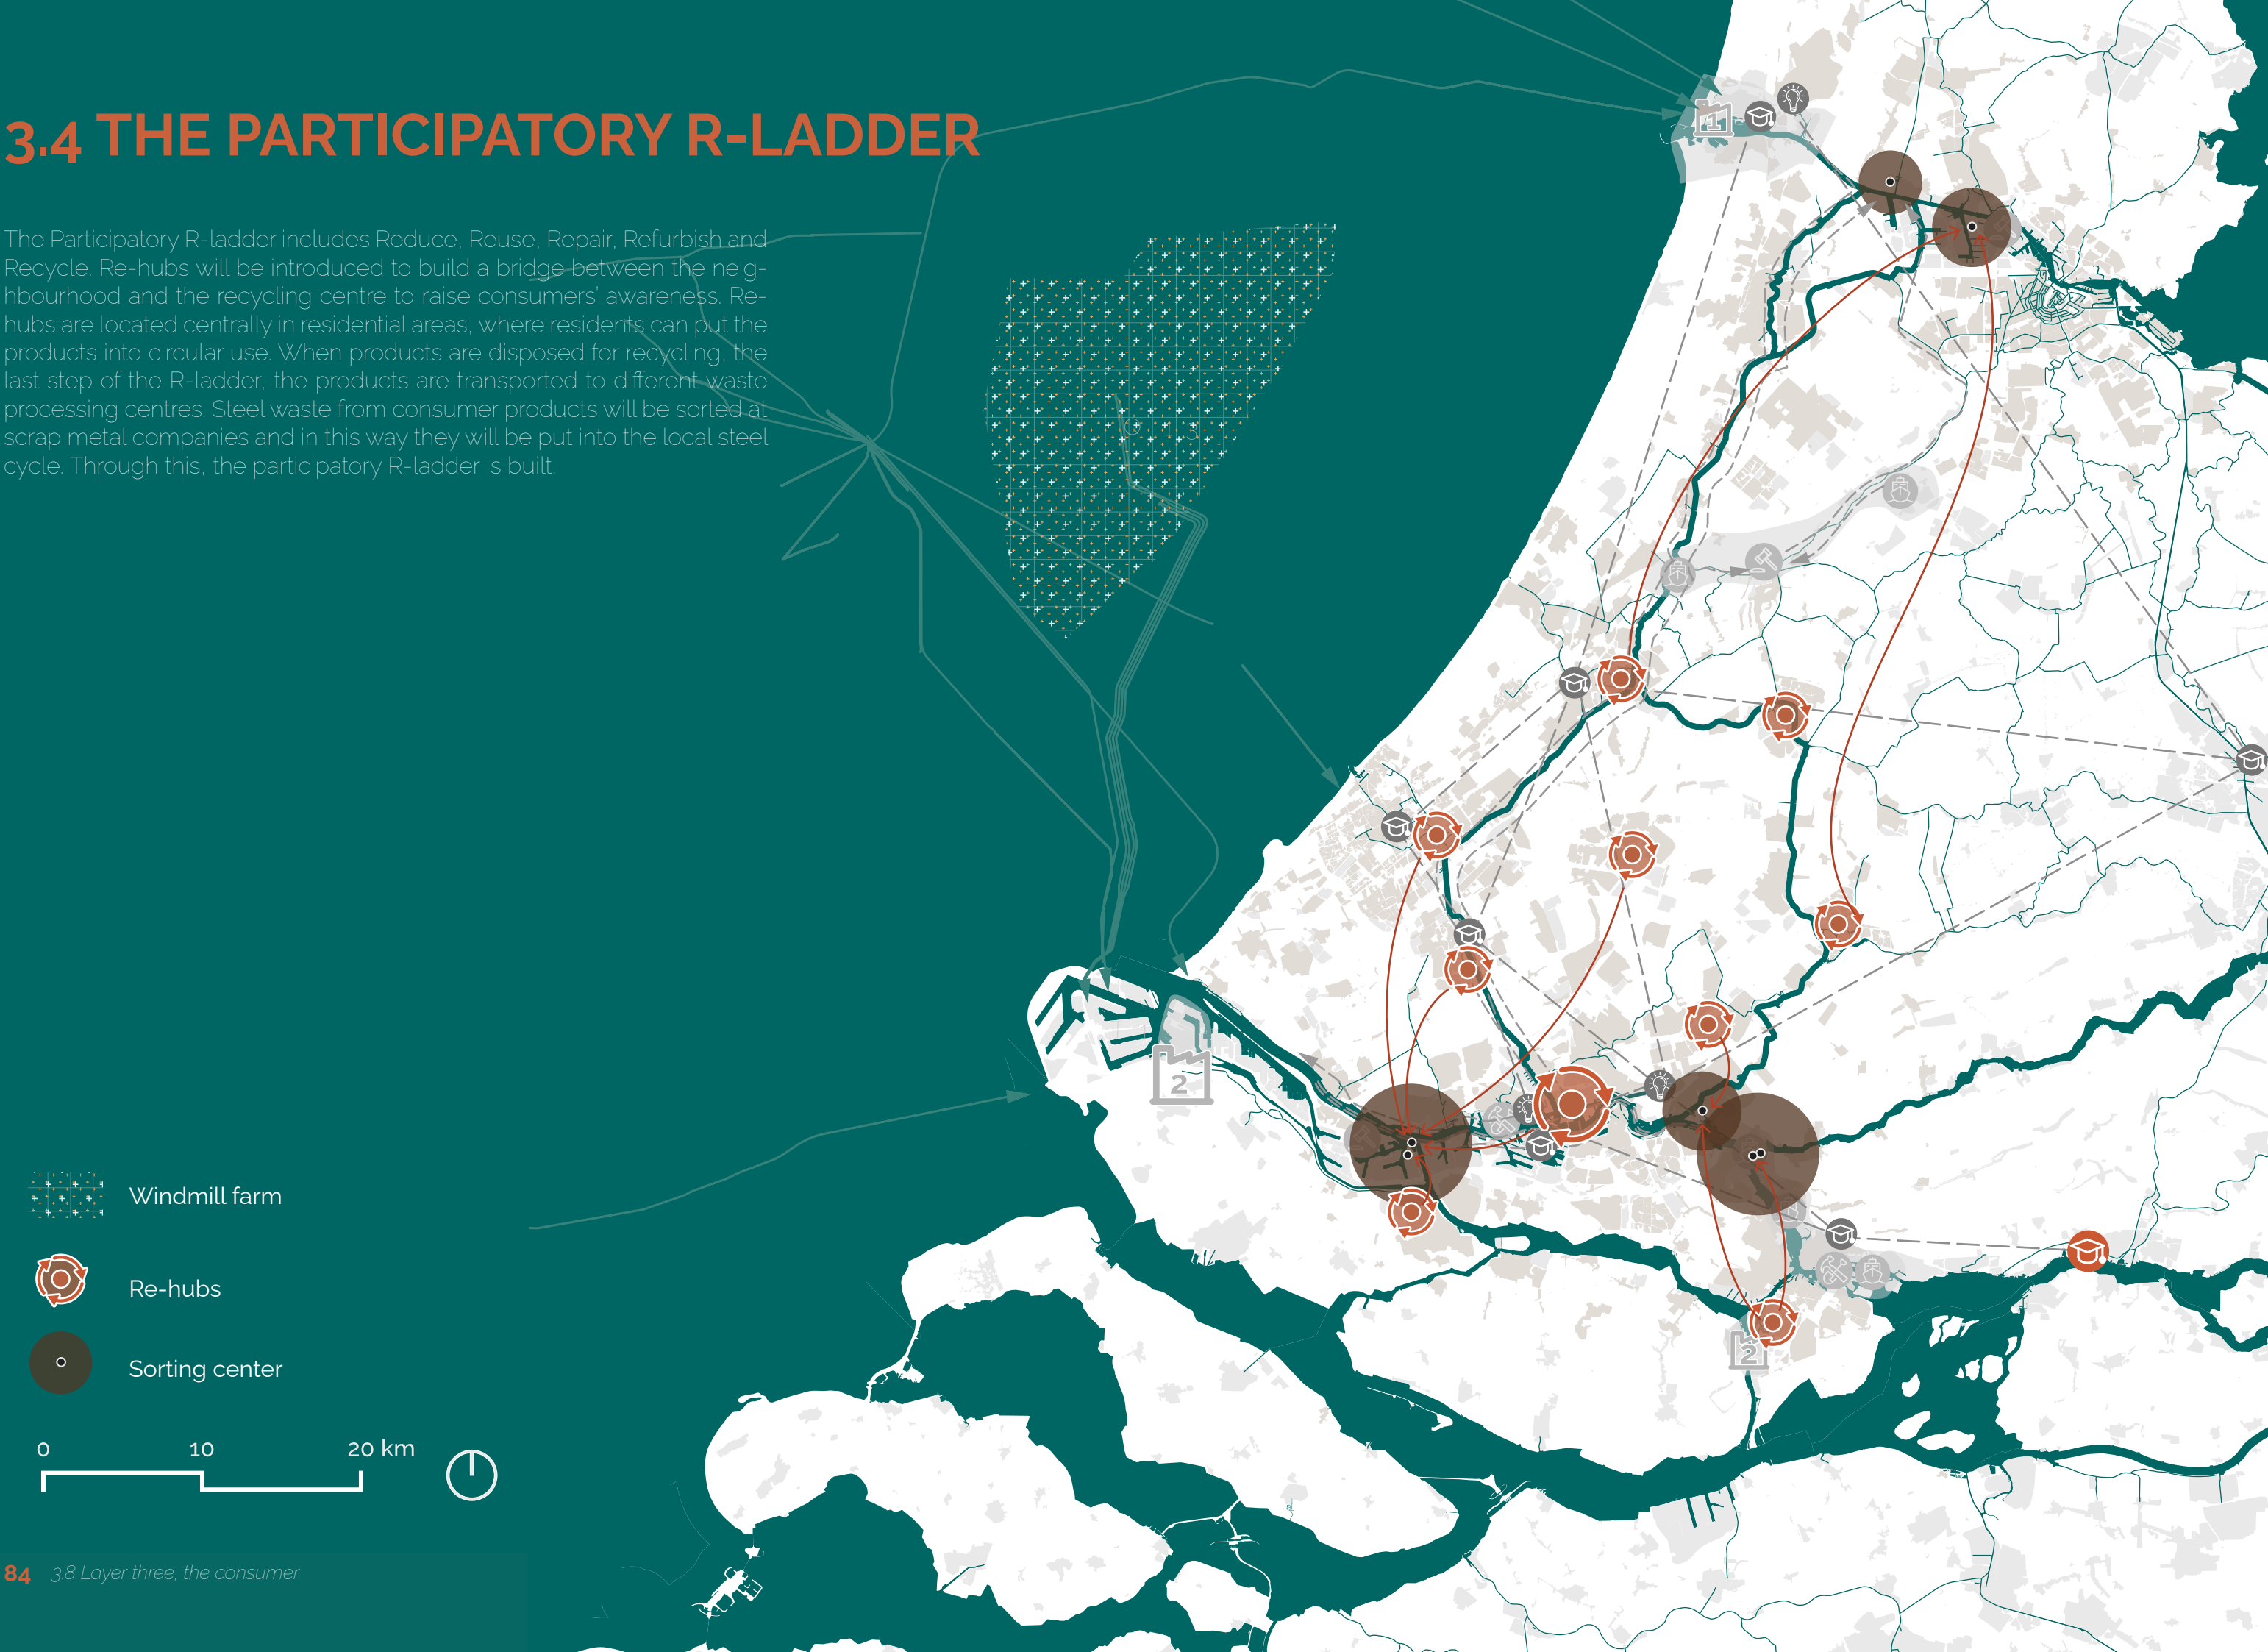 3.4 THE PARTICIPATORY R-LADDER
The Participatory R-ladder includes Reduce, Reuse, Repair, Refurbish and
Recycle. Re-hubs will be introduced to build a bridge between the neig-
hbourhood and the recycling centre to raise consumers' awareness. Re-
hubs are located centrally in residential areas, where residents can put the
products into circular use. When products are disposed for recycling, the
last step of the R-ladder, the products are transported to different waste
processing centres. Steel waste from consumer products will be sorted at
scrap metal companies and in this way they will be put into the local steel
cycle. Through this, the participatory R-ladder is built.
1
2
2
Windmill farm
Re-hubs
Sorting center
0 10 20 km
84 3.8 Layer three, the consumer